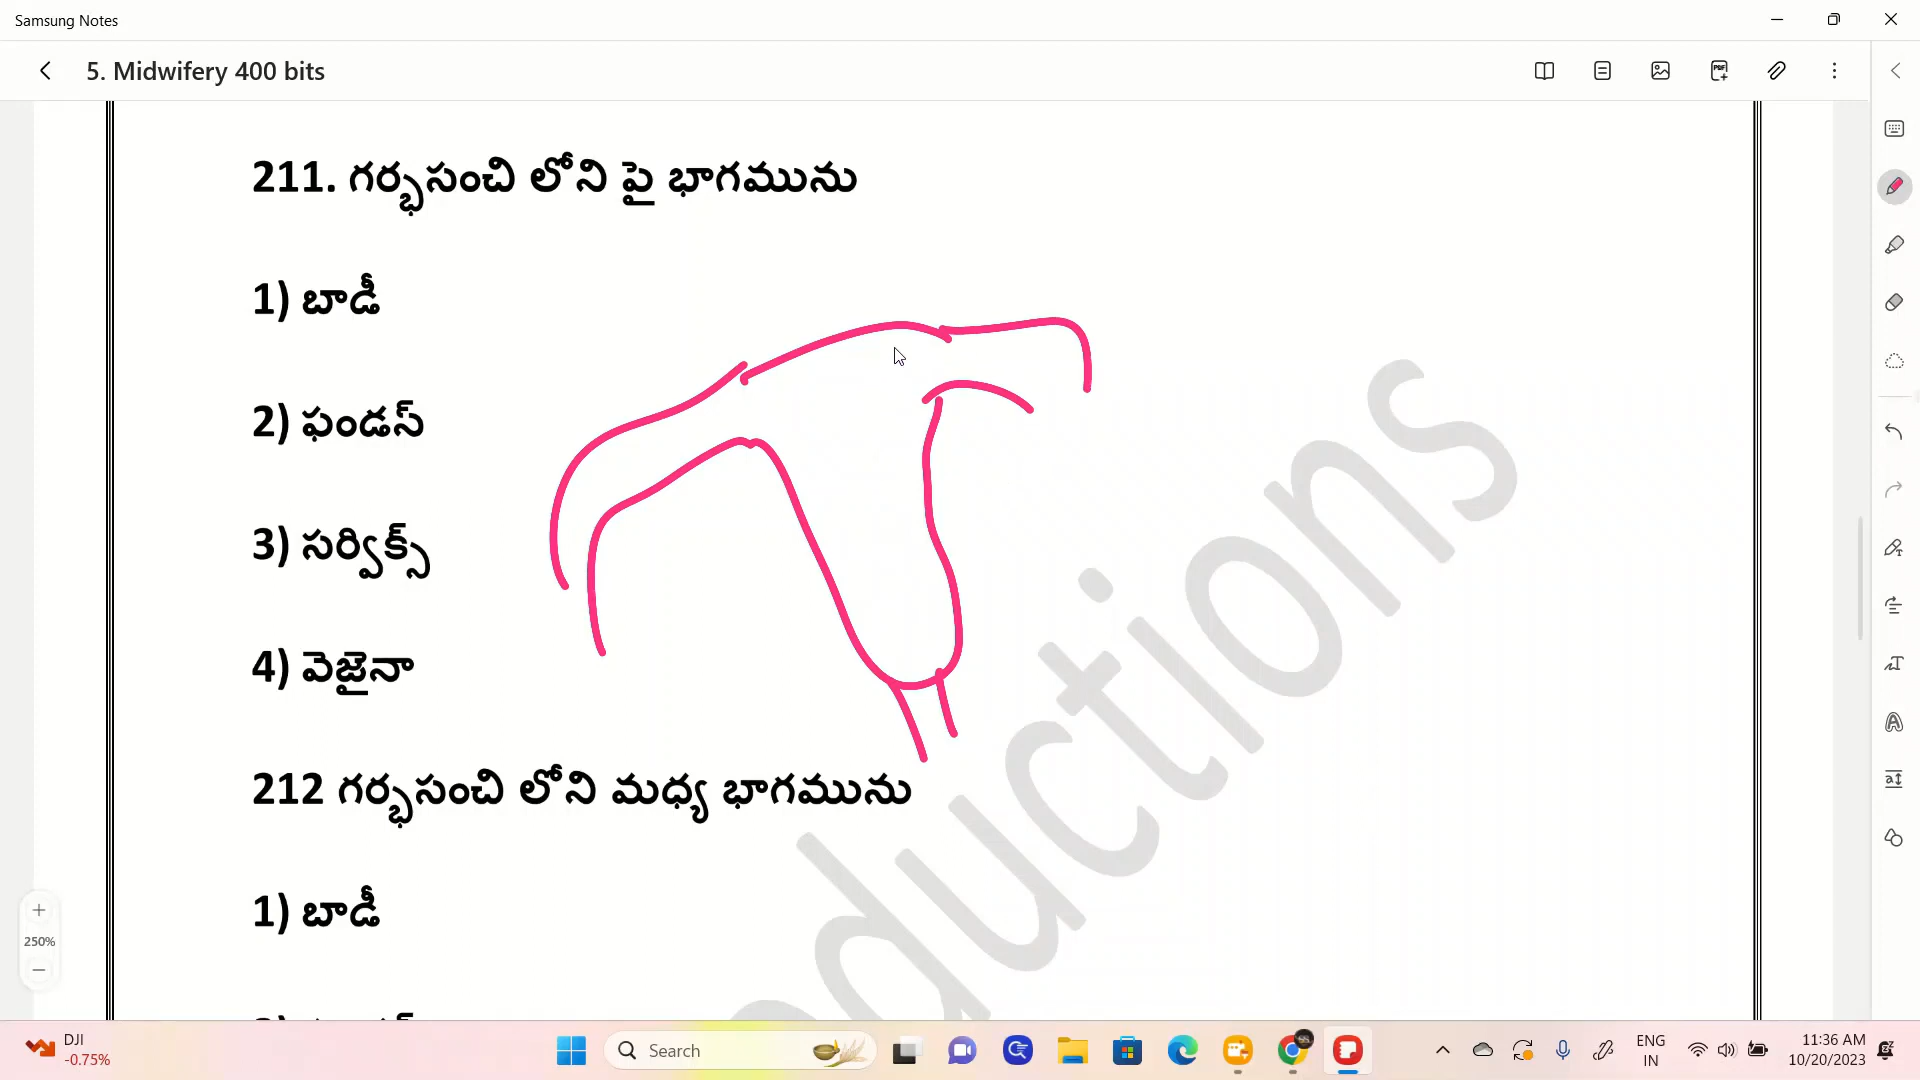 Samsung Notes
5. Midwifery 400 bits
211. గర్భసంచి లోని పై భాగమును
1) బాడీ
2) ఫండస్
3) సర్విక్స్
4) వెజైనా
212 గర్భసంచి లోని మధ్య భాగమును
1) బాడీ
250%
DJI
-0.75%
Search
ENG
IN
11:36 AM
10/20/2023